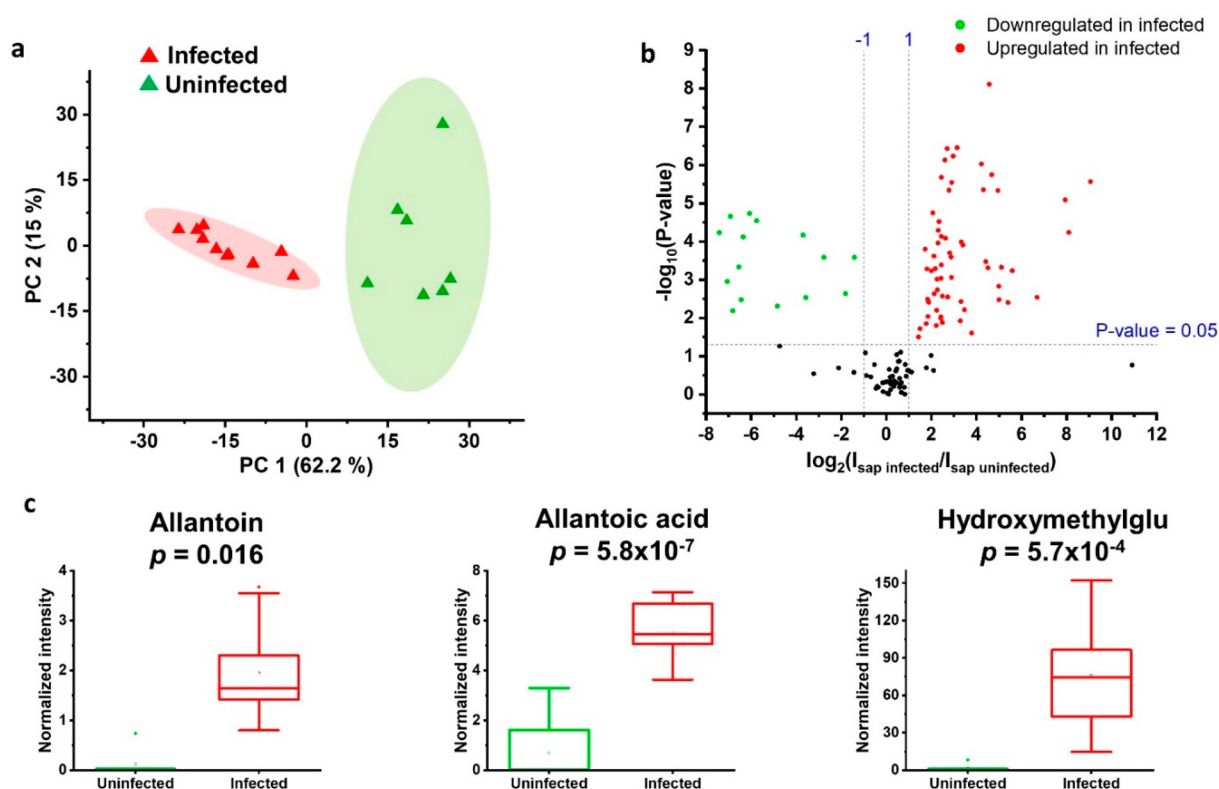 a
Infected
Uninfected
30
15
0
-15
-30
PC 2 (15 %)
-30 -15 0 15 30
PC 1 (62.2 %)
b
Downregulated in infected
Upregulated in infected
-1 1
9
8
7
6
5
4
3
2
1
0
-log10(P-value)
P-value = 0.05
-8 -6 -4 -2 0 2 4 6 8 10 12
log2(Isap infected/Isap uninfected)
c
Allantoin
p = 0.016
4
3
2
1
0
Normalized intensity
Uninfected Infected
Allantoic acid
p = 5.8x10-7
8
6
4
2
0
Normalized intensity
Uninfected Infected
Hydroxymethylglu
p = 5.7x10-4
150
120
90
60
30
0
Normalized intensity
Uninfected Infected